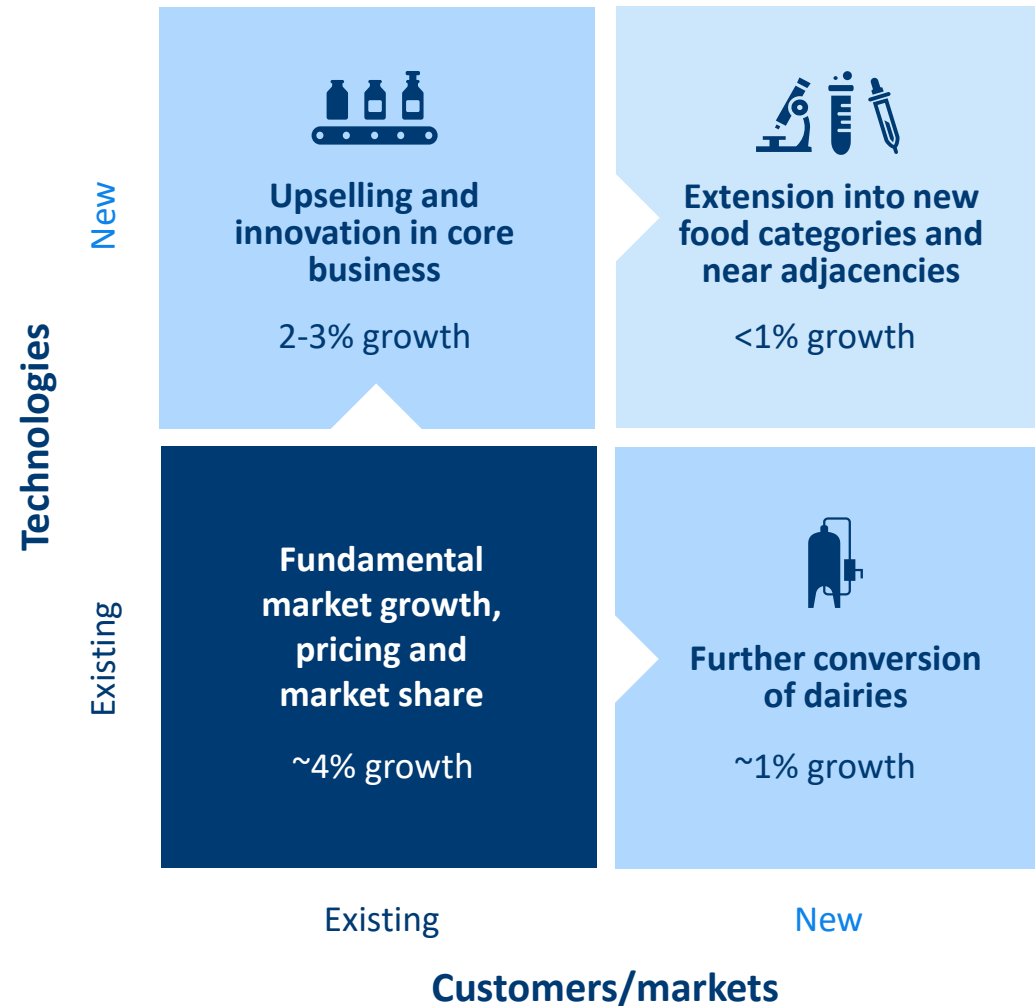 Technologies
New
Existing
Upselling and
innovation in core
business
2-3% growth
Extension into new
food categories and
near adjacencies
<1% growth
Fundamental
market growth,
pricing and
market share
~4% growth
Further conversion
of dairies
~1% growth
Existing
New
Customers/markets